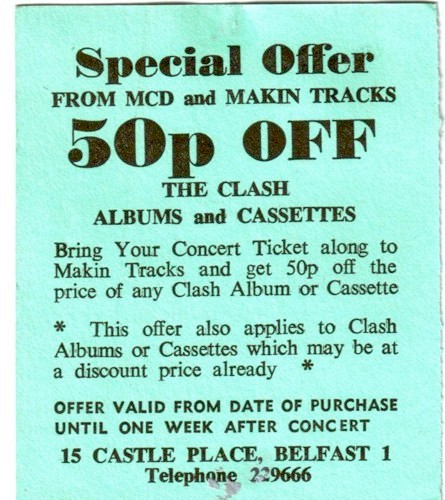 Special Offer
FROM MCD and MAKIN TRACKS
50p OFF
THE CLASH
ALBUMS and CASSETTES
Bring Your Concert Ticket along to
Makin Tracks and get 50p off the
price of any Clash Album or Cassette
* This offer also applies to Clash
Albums or Cassettes which may be at
a discount price already *
OFFER VALID FROM DATE OF PURCHASE
UNTIL ONE WEEK AFTER CONCERT
15 CASTLE PLACE, BELFAST 1
Telephone 229666